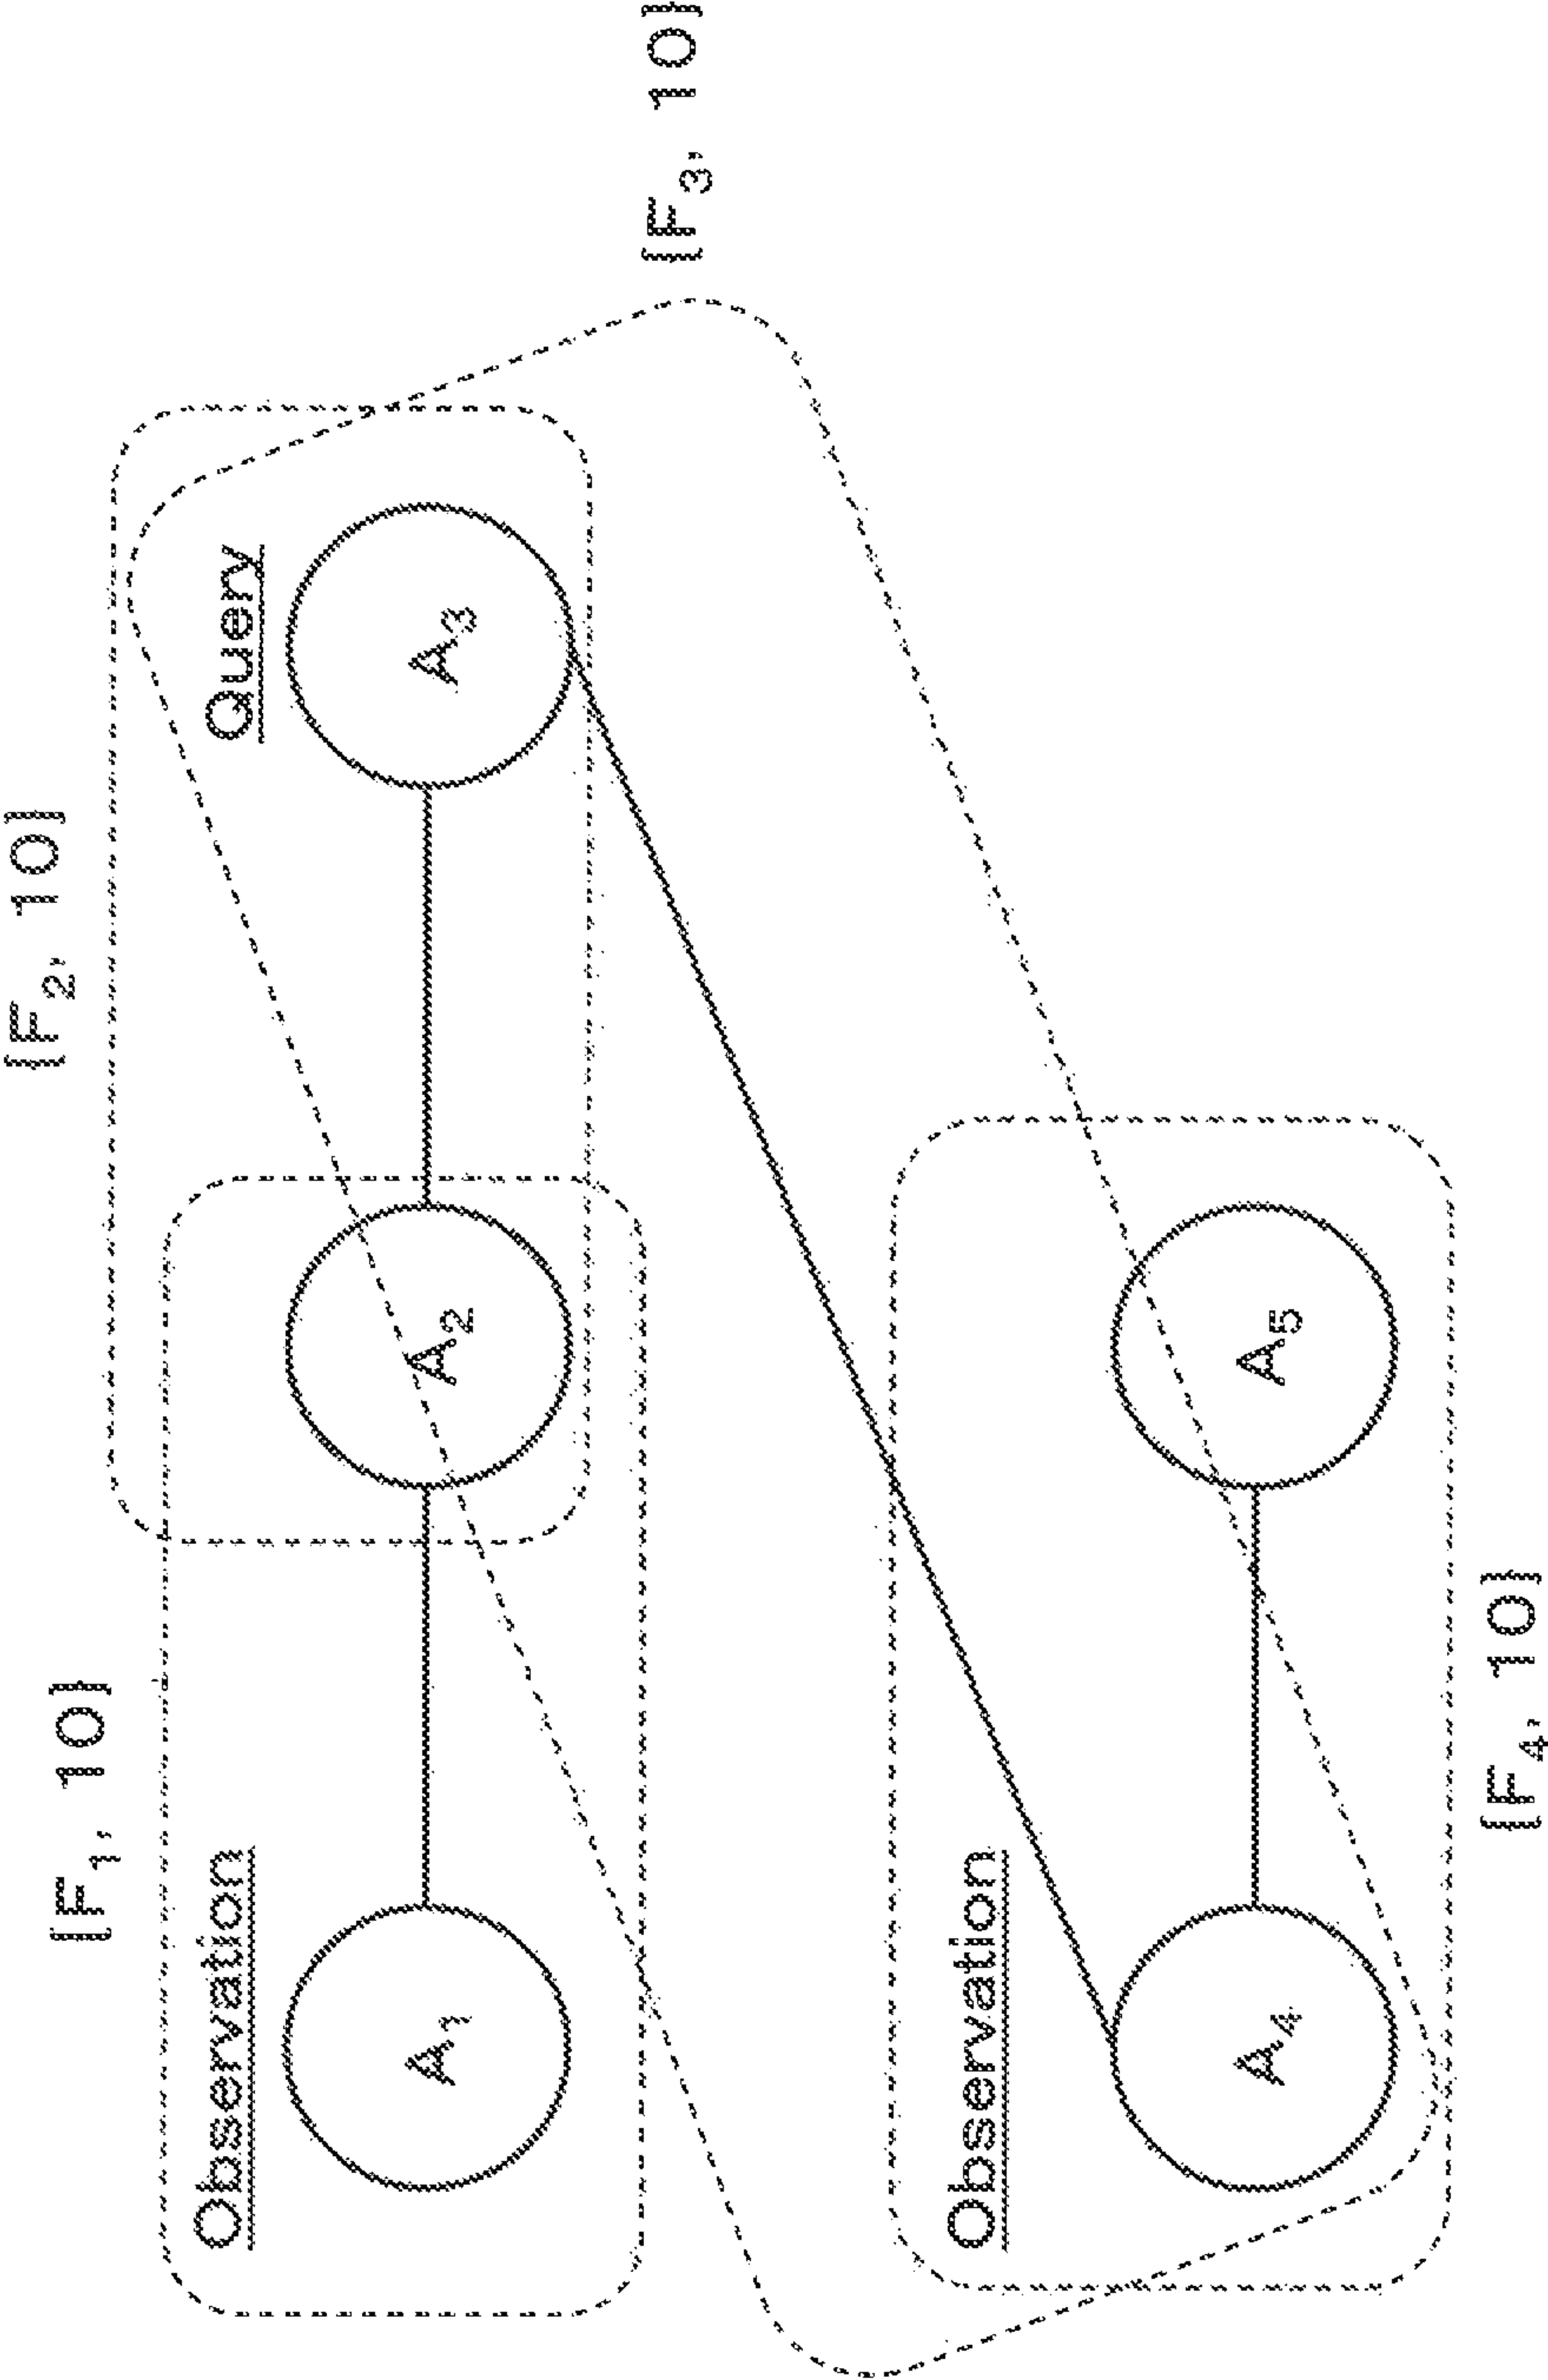 [F₁, 10]
[F₂, 10]
Observation
Query
A₁
A₂
A₃
[F₃, 10]
Observation
A₄
A₅
[F₄, 10]